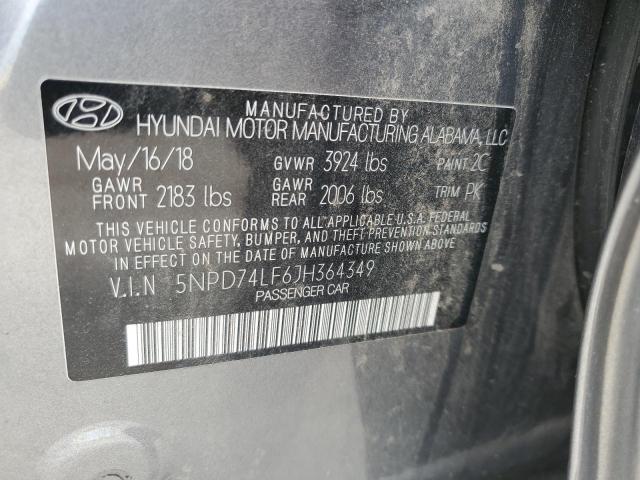 MANUFACTURED BY
HYUNDAI MOTOR MANUFACTURING ALABAMA, LLC
May/16/18 GVWR 3924 lbs PAINT 2C
GAWR FRONT 2183 lbs GAWR REAR 2006 lbs TRIM PK
THIS VEHICLE CONFORMS TO ALL APPLICABLE U.S.A. FEDERAL
MOTOR VEHICLE SAFETY, BUMPER, AND THEFT PREVENTION STANDARDS
IN EFFECT ON THE DATE OF MANUFACTURE SHOWN ABOVE
V.I.N 5NPD74LF6JH364349
PASSENGER CAR